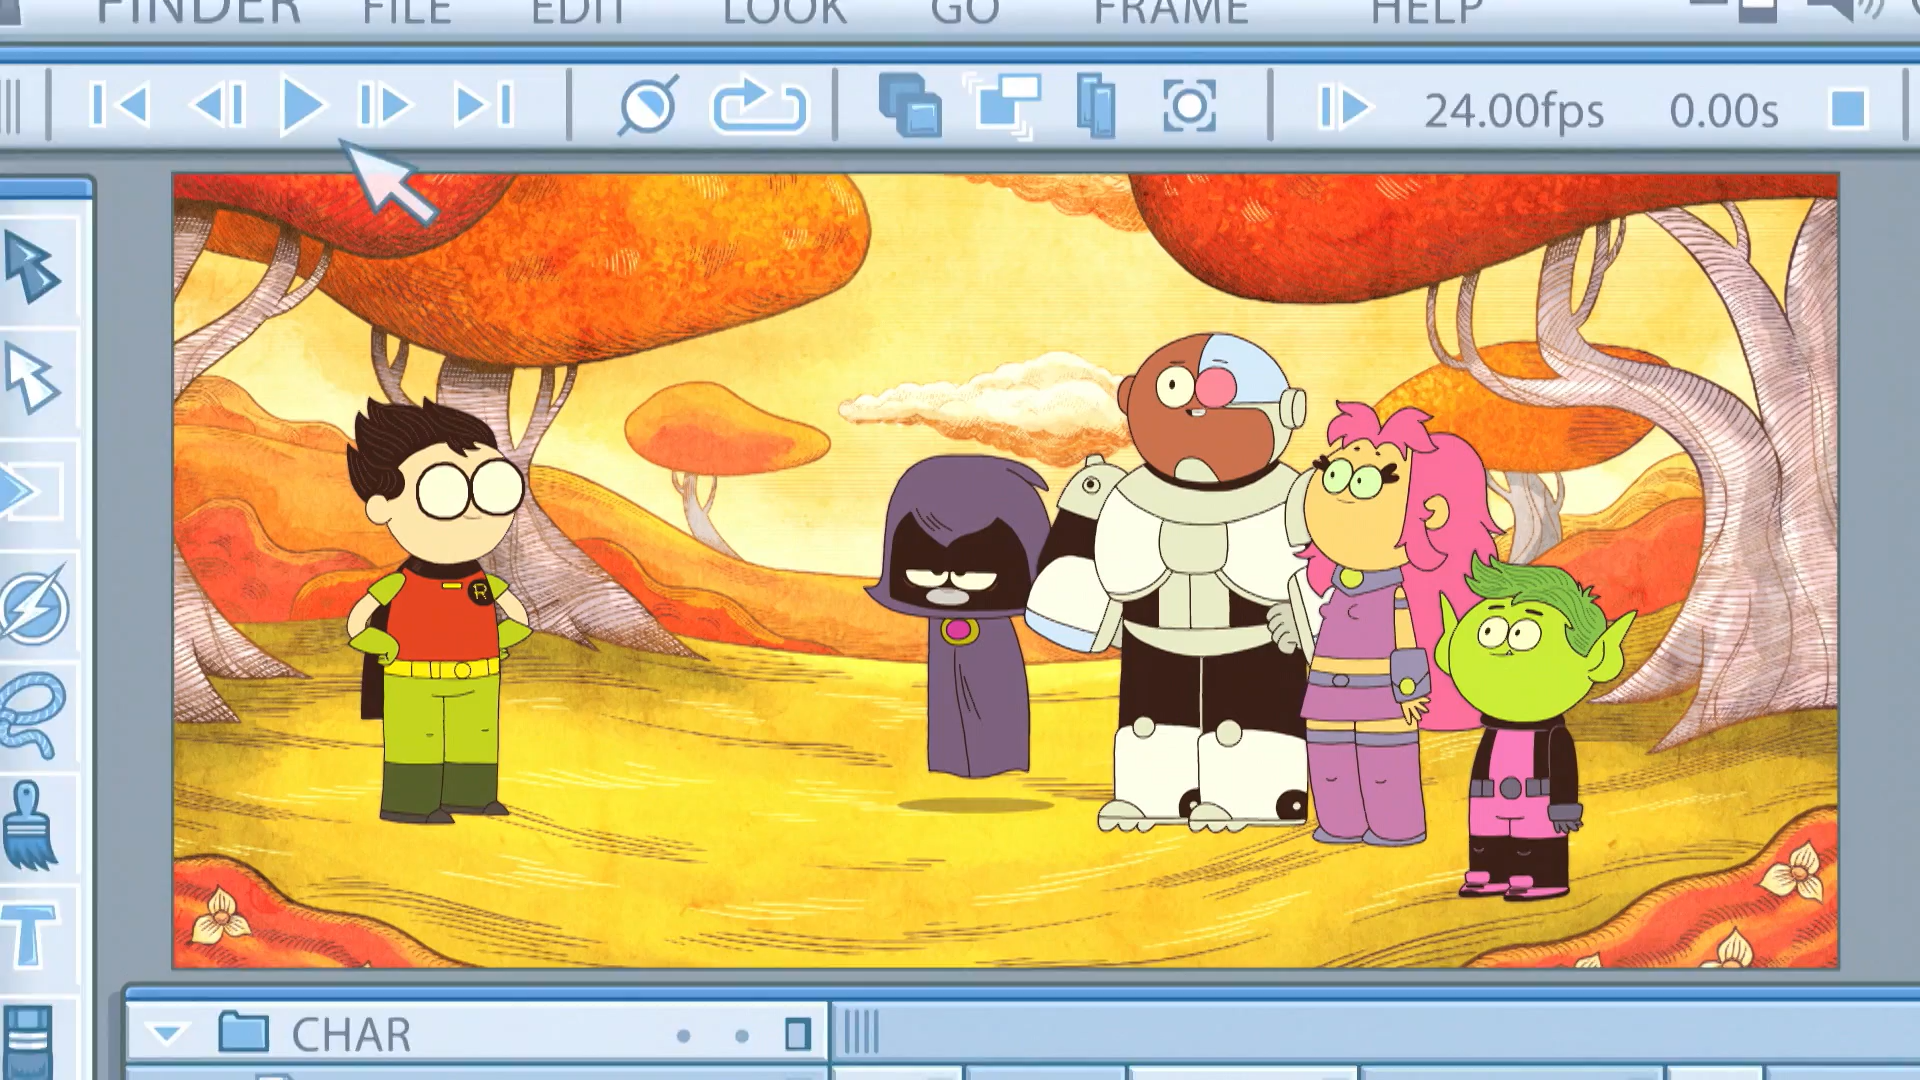 FINDER FILE EDIT LOOK GO FRAME HELP
24.00fps 0.00s
T
R
CHAR